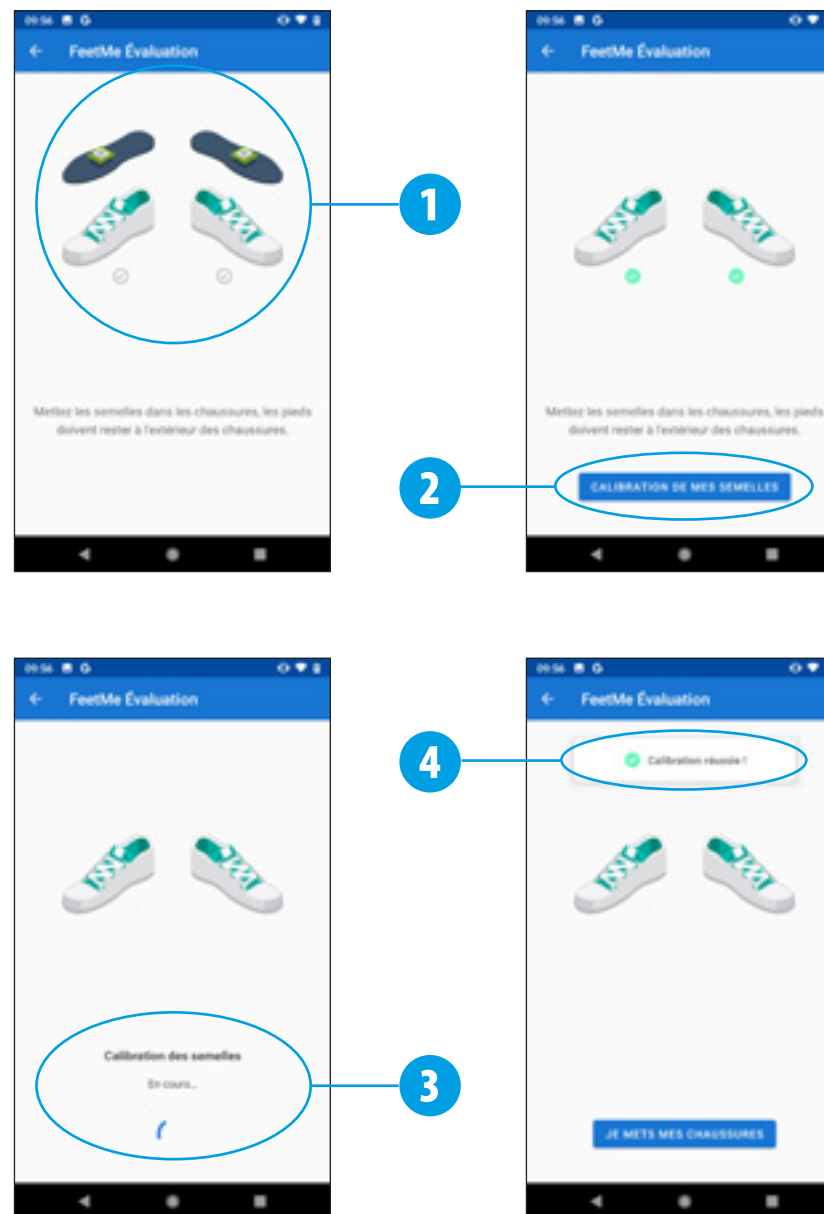 09:56 G
FeetMe Évaluation
Mettez les semelles dans les chaussures, les pieds
doivent rester à l'extérieur des chaussures.
1
09:56 G
FeetMe Évaluation
Mettez les semelles dans les chaussures, les pieds
doivent rester à l'extérieur des chaussures.
2
CALIBRATION DE MES SEMELLES
09:56 G
FeetMe Évaluation
Calibration des semelles
En cours...
3
09:56 G
FeetMe Évaluation
4
Calibration réussie !
JE METS MES CHAUSSURES